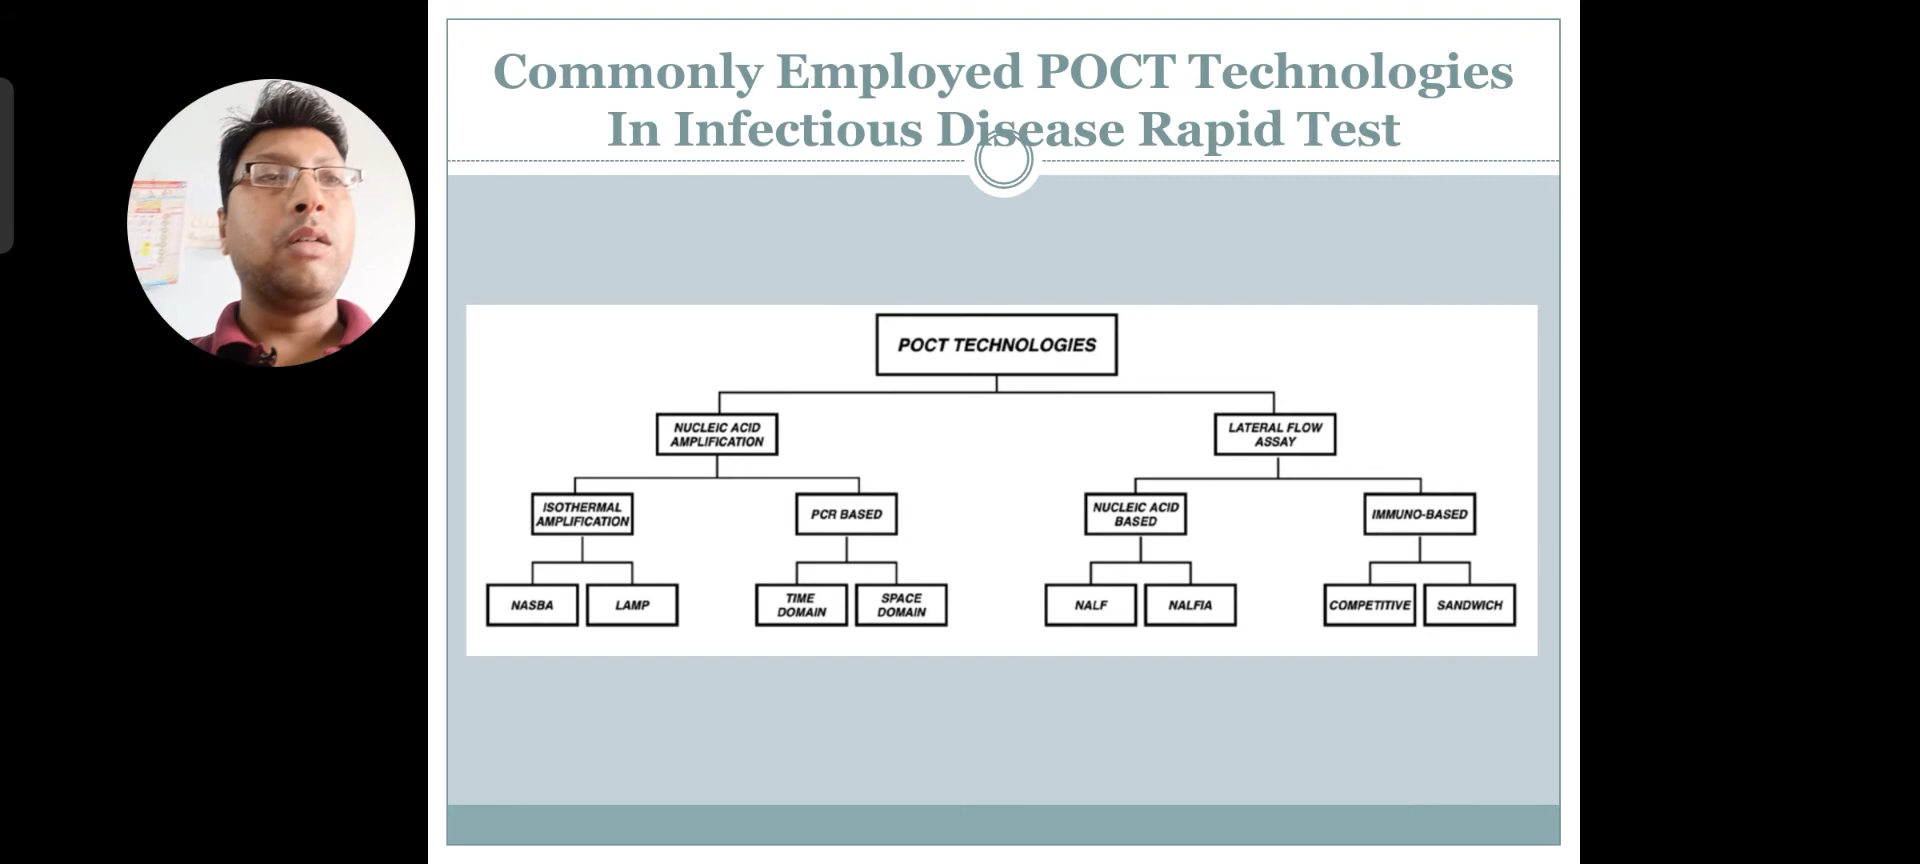 Commonly Employed POCT Technologies
In Infectious Disease Rapid Test
POCT TECHNOLOGIES
NUCLEIC ACID
AMPLIFICATION
LATERAL FLOW
ASSAY
ISOTHERMAL
AMPLIFICATION
PCR BASED
NUCLEIC ACID
BASED
IMMUNO-BASED
NASBA
LAMP
TIME
DOMAIN
SPACE
DOMAIN
NALF
NALFIA
COMPETITIVE
SANDWICH